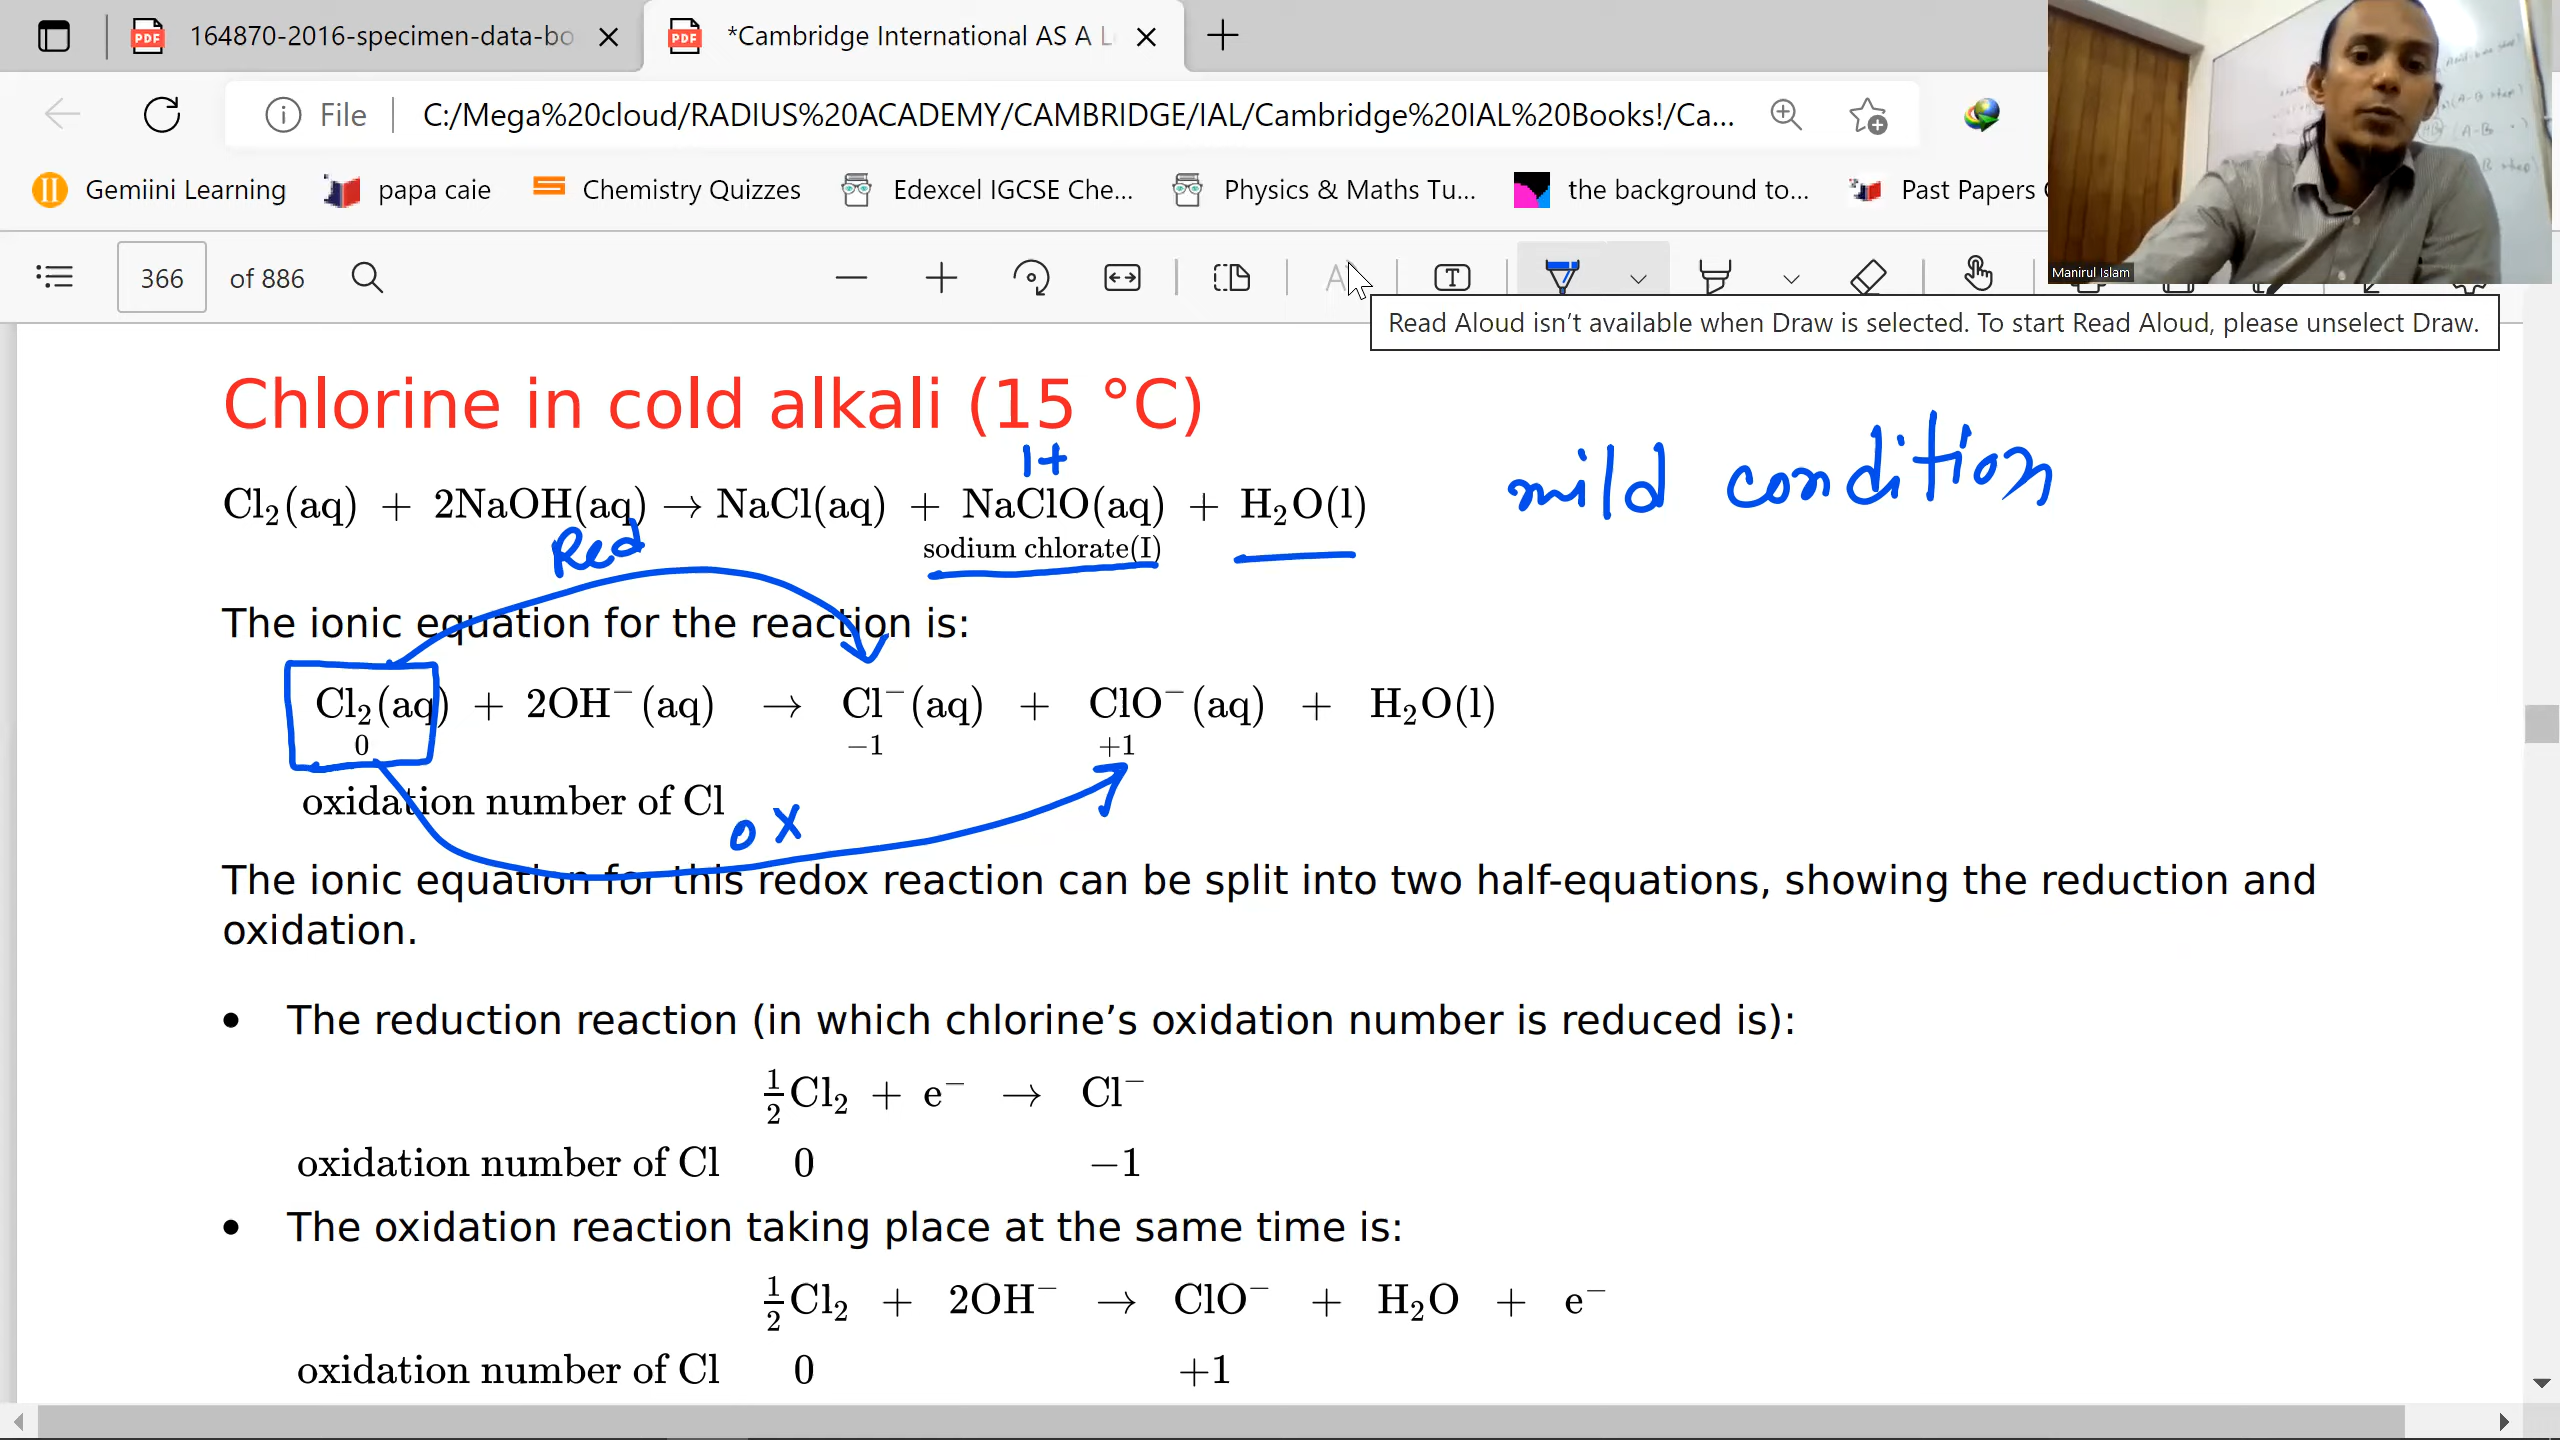 164870-2016-specimen-data-bo
*Cambridge International AS A L
File
C:/Mega%20cloud/RADIUS%20ACADEMY/CAMBRIDGE/IAL/Cambridge%20IAL%20Books!/Ca...
Gemiini Learning
papa caie
Chemistry Quizzes
Edexcel IGCSE Che...
Physics & Maths Tu...
the background to...
Past Papers
Manirul Islam
366 of 886
Read Aloud isn't available when Draw is selected. To start Read Aloud, please unselect Draw.
Chlorine in cold alkali (15 °C)
1+
mild condition
Cl₂(aq) + 2NaOH(aq) → NaCl(aq) + NaClO(aq) + H₂O(l)
sodium chlorate(I)
Red
The ionic equation for the reaction is:
Cl₂(aq) + 2OH⁻(aq) → Cl⁻(aq) + ClO⁻(aq) + H₂O(l)
0 −1 +1
oxidation number of Cl
ox
The ionic equation for this redox reaction can be split into two half-equations, showing the reduction and
oxidation.
• The reduction reaction (in which chlorine’s oxidation number is reduced is):
½Cl₂ + e⁻ → Cl⁻
oxidation number of Cl 0 −1
• The oxidation reaction taking place at the same time is:
½Cl₂ + 2OH⁻ → ClO⁻ + H₂O + e⁻
oxidation number of Cl 0 +1